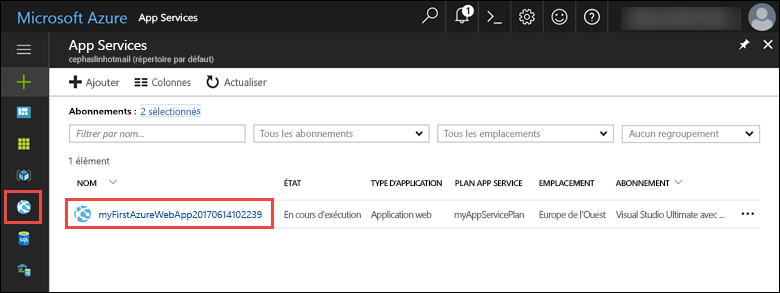 Microsoft Azure App Services
1
App Services
cephaslinhotmail (répertoire par défaut)
Ajouter Colonnes Actualiser
Abonnements : 2 sélectionnés
Filtrer par nom... Tous les abonnements Tous les emplacements Aucun regroupement
1 élément
NOM ÉTAT TYPE D'APPLICATION PLAN APP SERVICE EMPLACEMENT ABONNEMENT
myFirstAzureWebApp20170614102239 En cours d'exécution Application web myAppServicePlan Europe de l'Ouest Visual Studio Ultimate avec ...
SQL